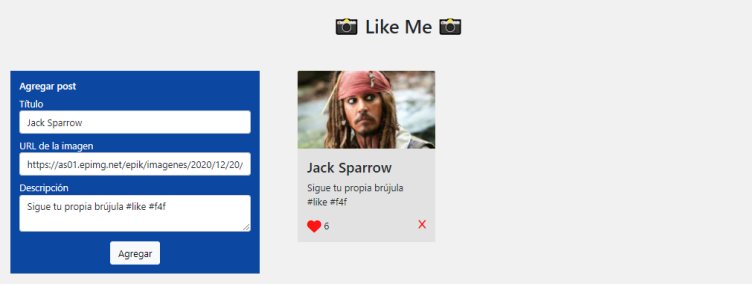 Like Me
Agregar post
Título
Jack Sparrow
URL de la imagen
https://as01.epimg.net/epik/imagenes/2020/12/20/
Descripción
Sigue tu propia brújula #like #f4f
Agregar
Jack Sparrow
Sigue tu propia brújula
#like #f4f
6
X